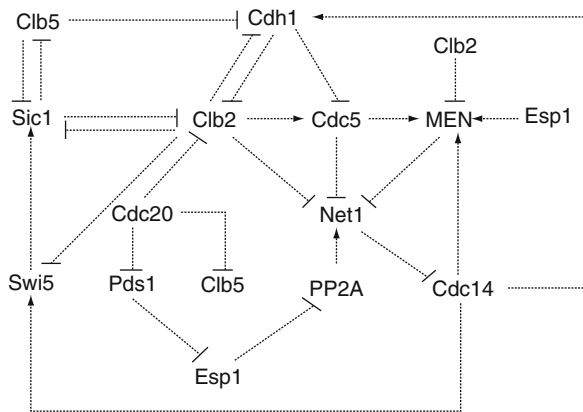 Clb5
Cdh1
Clb2
Sic1
Clb2
Cdc5
MEN
Esp1
Cdc20
Net1
Swi5
Pds1
Clb5
PP2A
Cdc14
Esp1